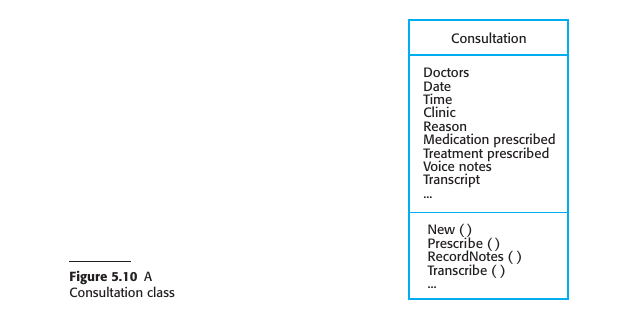 Consultation
Doctors
Date
Time
Clinic
Reason
Medication prescribed
Treatment prescribed
Voice notes
Transcript
...
New ( )
Prescribe ( )
RecordNotes ( )
Transcribe ( )
...
Figure 5.10 A
Consultation class